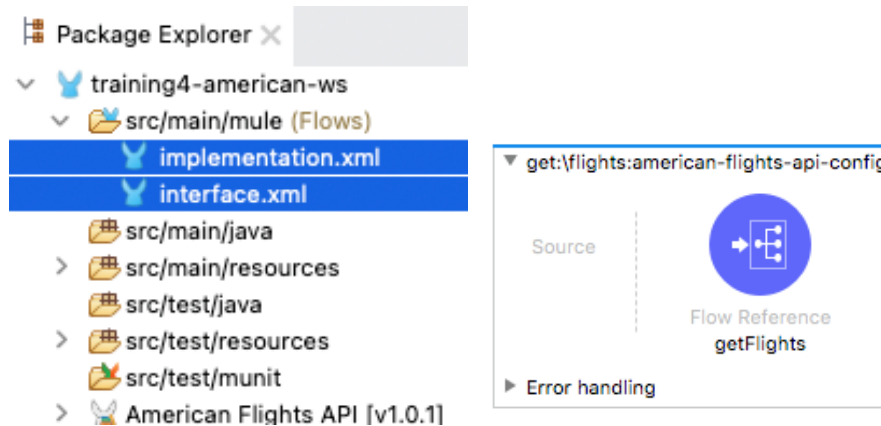 Package Explorer
training4-american-ws
src/main/mule (Flows)
implementation.xml
interface.xml
src/main/java
src/main/resources
src/test/java
src/test/resources
src/test/munit
American Flights API [v1.0.1]
get:\flights:american-flights-api-config
Source
Flow Reference
getFlights
Error handling